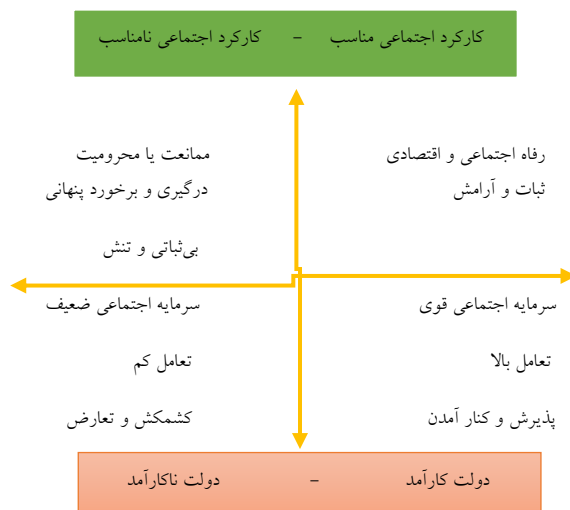 کارکرد اجتماعی مناسب – کارکرد اجتماعی نامناسب
رفاه اجتماعی و اقتصادی
ثبات و آرامش
ممانعت یا محرومیت
درگیری و برخورد پنهانی
بی‌ثباتی و تنش
سرمایه اجتماعی قوی
تعامل بالا
پذیرش و کنار آمدن
سرمایه اجتماعی ضعیف
تعامل کم
کشمکش و تعارض
دولت کارآمد – دولت ناکارآمد